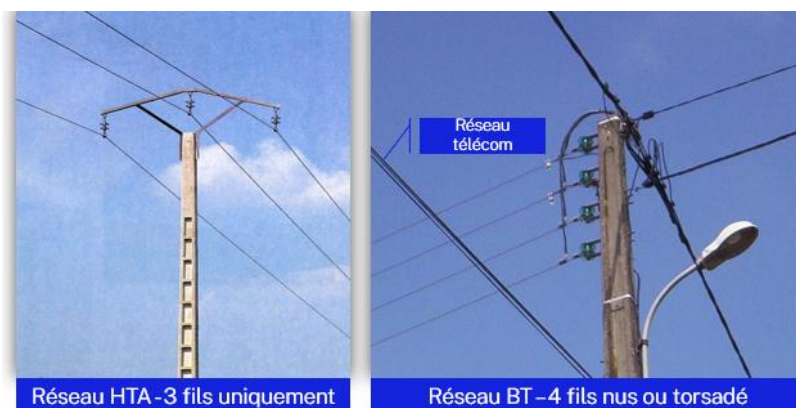 Réseau
télécom
Réseau HTA-3 fils uniquement
Réseau BT–4 fils nus ou torsadé